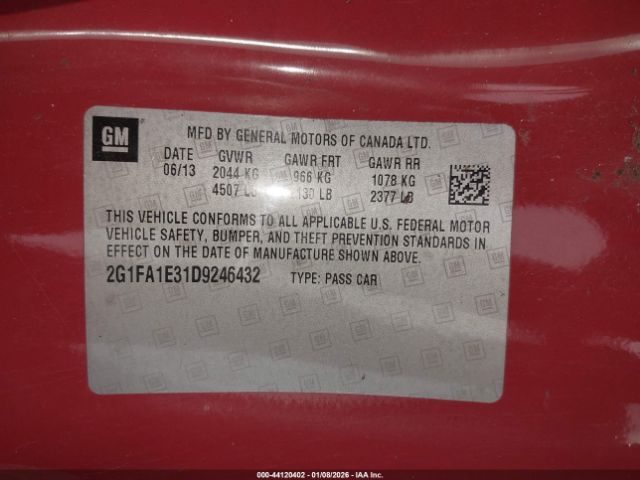 GM
MFD BY GENERAL MOTORS OF CANADA LTD.
DATE GVWR GAWR FRT GAWR RR
06/13 2044 KG 966 KG 1078 KG
4507 LB 130 LB 2377 LB
THIS VEHICLE CONFORMS TO ALL APPLICABLE U.S. FEDERAL MOTOR
VEHICLE SAFETY, BUMPER, AND THEFT PREVENTION STANDARDS IN
EFFECT ON THE DATE OF MANUFACTURE SHOWN ABOVE.
2G1FA1E31D9246432 TYPE: PASS CAR
000-44120402 - 01/08/2026 - IAA Inc.